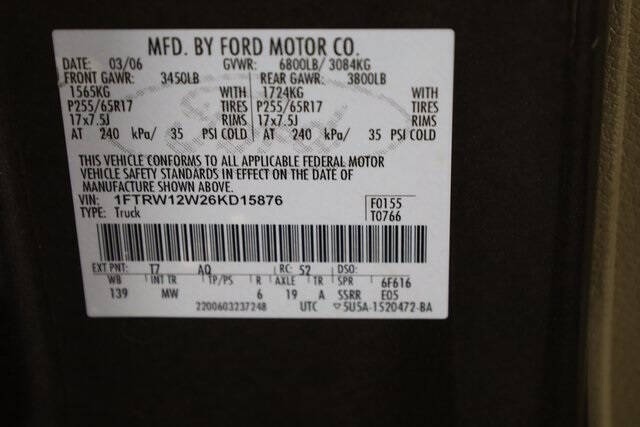 MFD. BY FORD MOTOR CO.
DATE: 03/06 GVWR: 6800LB/ 3084KG
FRONT GAWR: 3450LB REAR GAWR: 3800LB
1565KG WITH 1724KG WITH
P255/65R17 TIRES P255/65R17 TIRES
17x7.5J RIMS 17x7.5J RIMS
AT 240 kPa/ 35 PSI COLD AT 240 kPa/ 35 PSI COLD
THIS VEHICLE CONFORMS TO ALL APPLICABLE FEDERAL MOTOR
VEHICLE SAFETY STANDARDS IN EFFECT ON THE DATE OF
MANUFACTURE SHOWN ABOVE.
VIN: 1FTRW12W26KD15876 F0155
TYPE: Truck T0766
EXT PNT: T7 AQ RC: 52 DSO:
WB INT TR TP/PS R AXLE TR SPR 6F616
139 MW 6 19 A SSRR E05
2200603237248 UTC 5U5A-1520472-BA
Ford